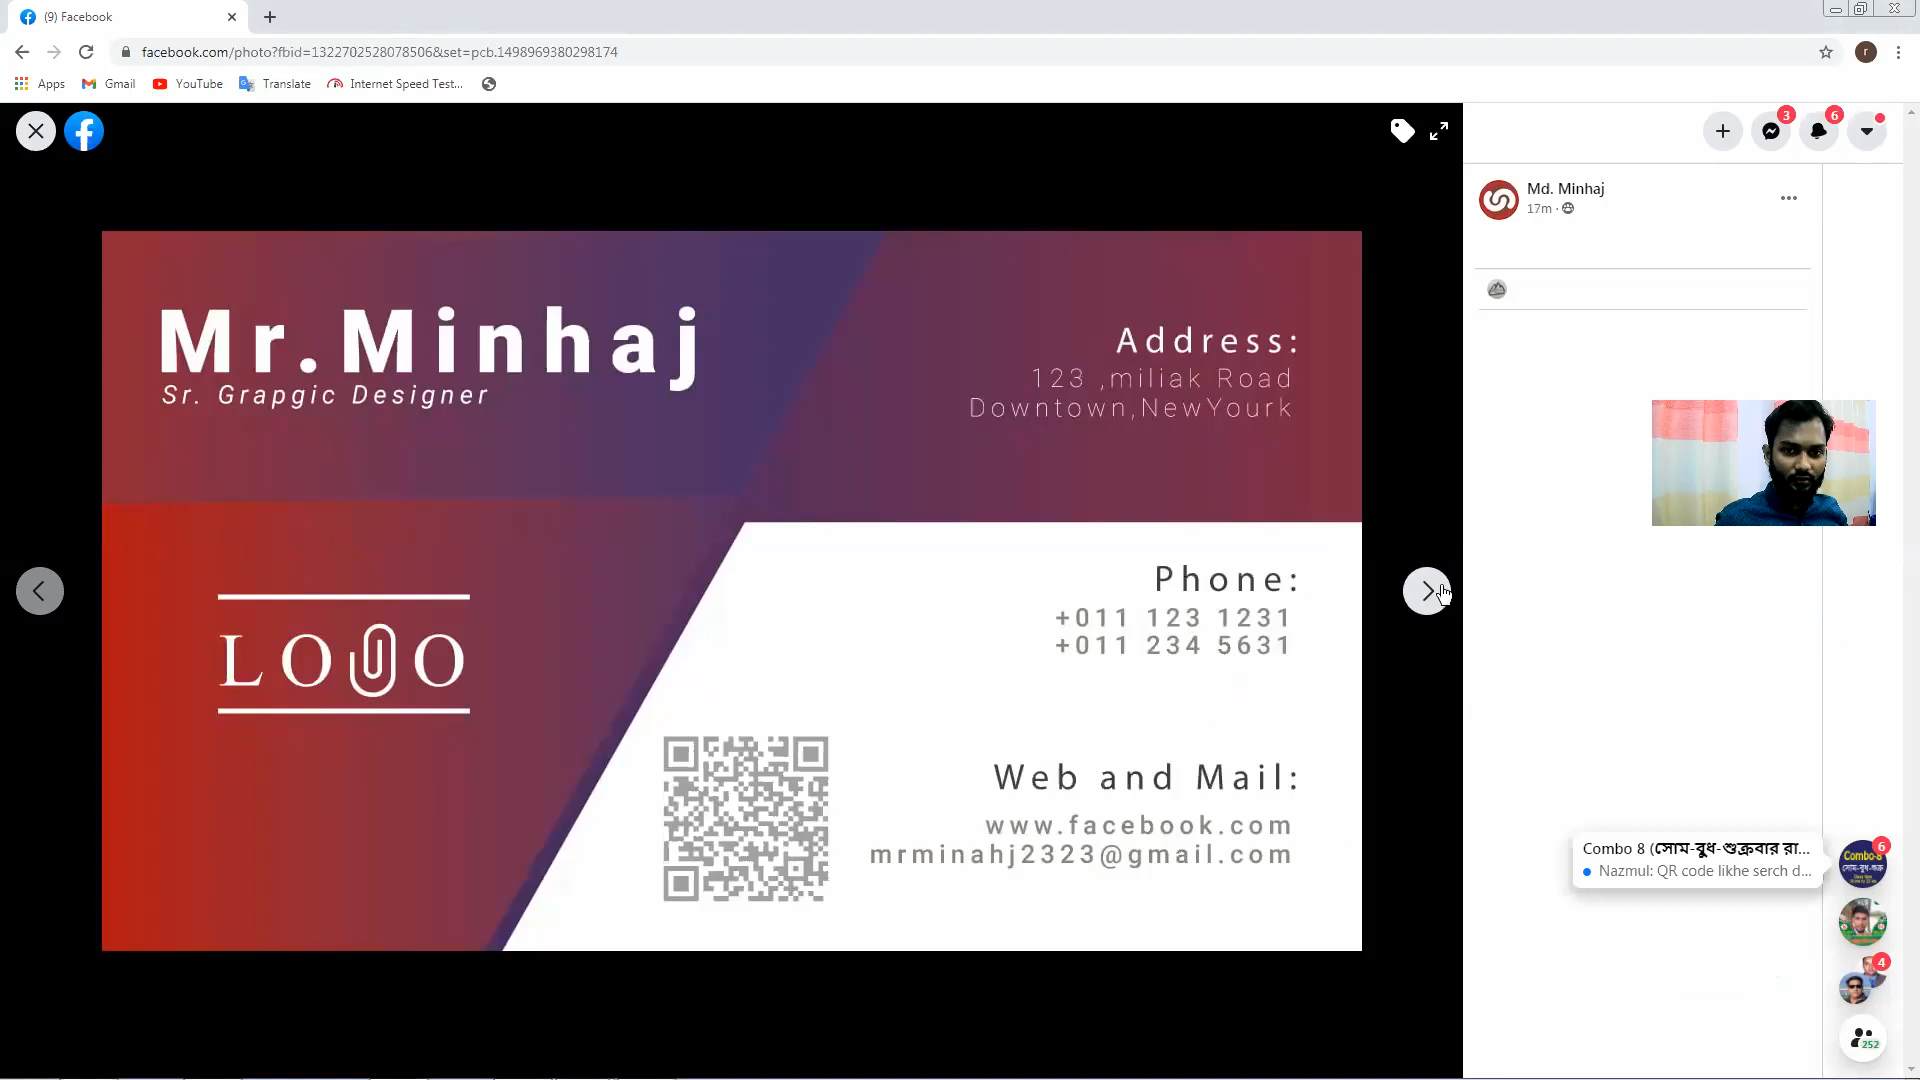 (9) Facebook
facebook.com/photo?fbid=1322702528078506&set=pcb.1498969380298174
r
Apps
Gmail
YouTube
Translate
Internet Speed Test...
3
6
Md. Minhaj
17m
Mr.Minhaj
Sr. Grapgic Designer
Address:
123 ,miliak Road
Downtown,NewYourk
LOGO
Phone:
+011 123 1231
+011 234 5631
Web and Mail:
www.facebook.com
mrminahj2323@gmail.com
Combo 8 (সোম-বুধ-শুক্রবার রা...
Nazmul: QR code likhe serch d...
Combo-8
সোম-বুধ-শুক্র
6
4
252